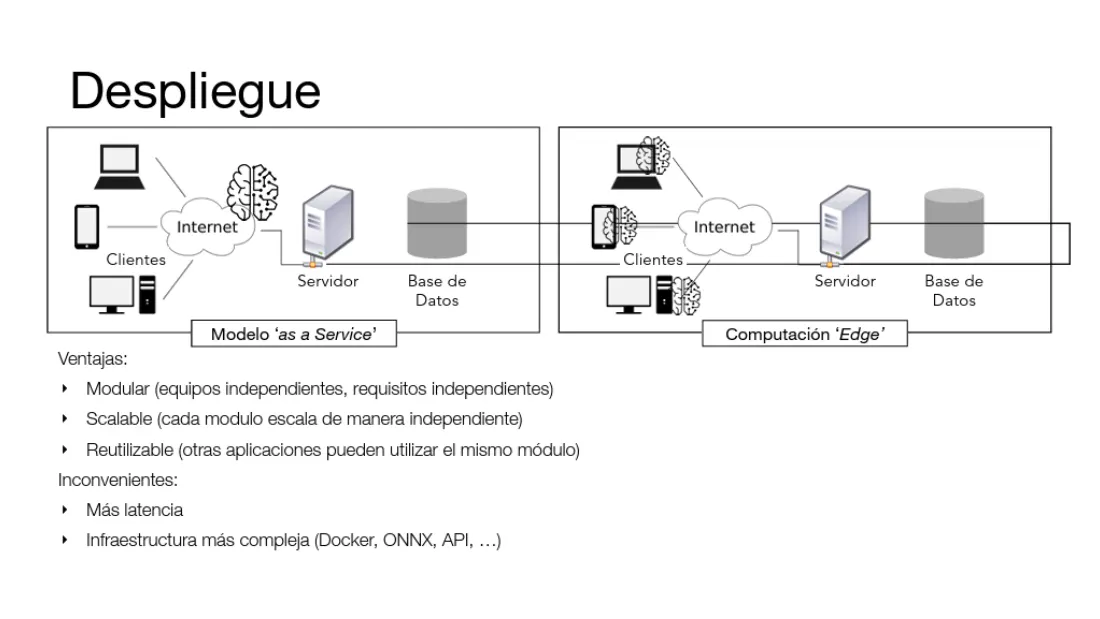 Despliegue
Internet
Clientes
Servidor
Base de
Datos
Modelo ‘as a Service’
Internet
Clientes
Servidor
Base de
Datos
Computación ‘Edge’
Ventajas:
Modular (equipos independientes, requisitos independientes)
Scalable (cada modulo escala de manera independiente)
Reutilizable (otras aplicaciones pueden utilizar el mismo módulo)
Inconvenientes:
Más latencia
Infraestructura más compleja (Docker, ONNX, API, …)